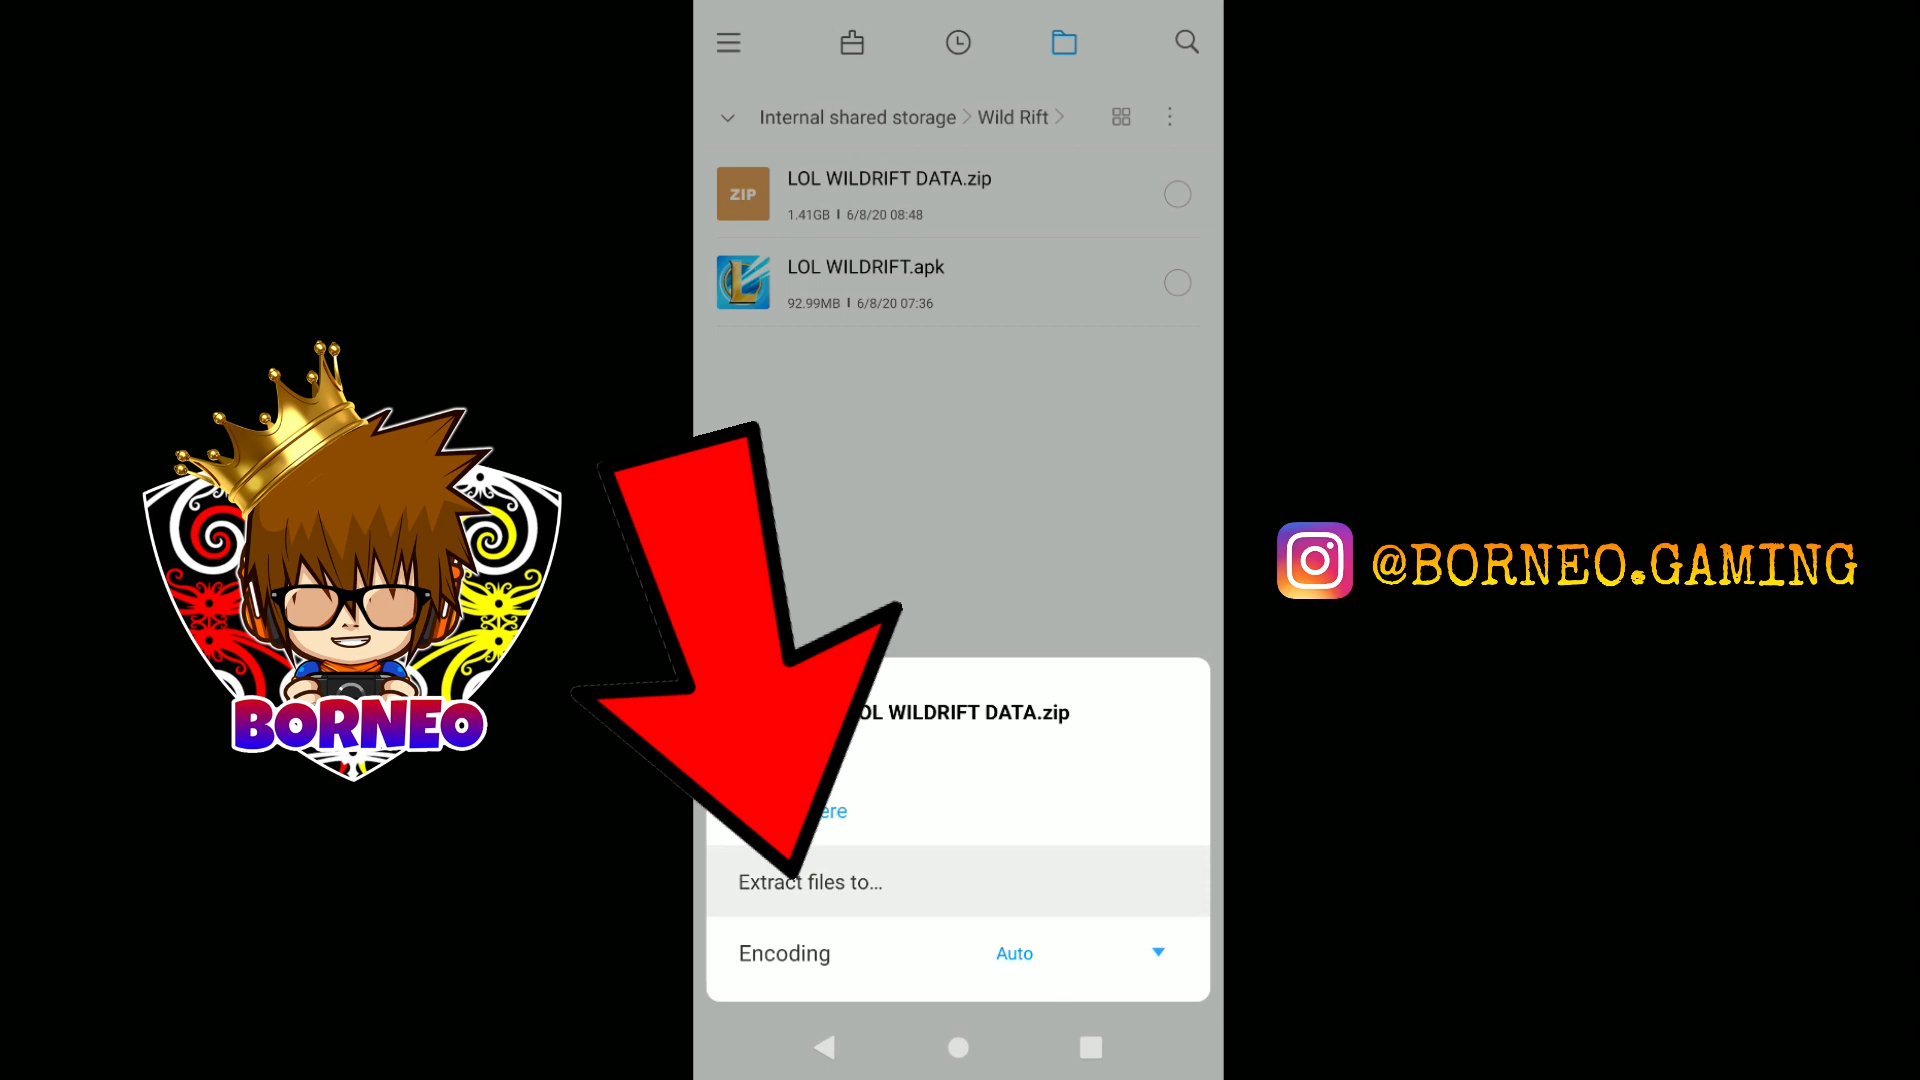 Internal shared storage > Wild Rift >
ZIP
LOL WILDRIFT DATA.zip
1.41GB I 6/8/20 08:48
LOL WILDRIFT.apk
92.99MB I 6/8/20 07:36
BORNEO
@BORNEO.GAMING
WILDRIFT DATA.zip
Extract files to...
Encoding Auto